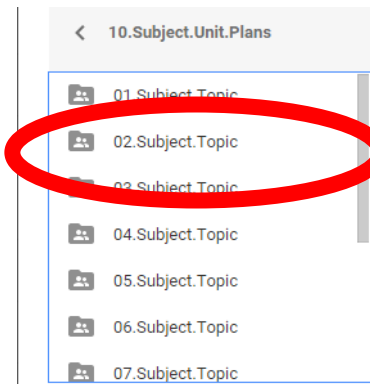 10.Subject.Unit.Plans
01.Subject.Topic
02.Subject.Topic
03.Subject.Topic
04.Subject.Topic
05.Subject.Topic
06.Subject.Topic
07.Subject.Topic